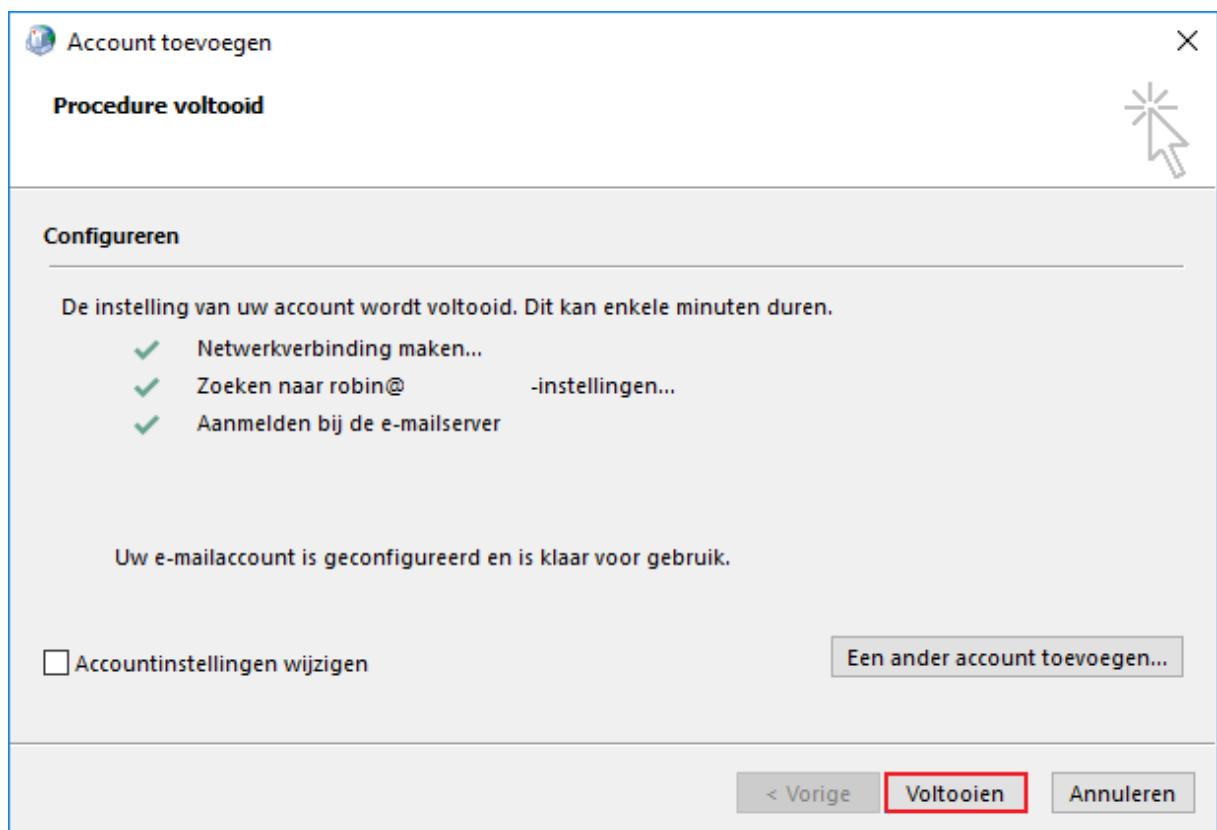 Account toevoegen
Procedure voltooid
Configureren
De instelling van uw account wordt voltooid. Dit kan enkele minuten duren.
Netwerkverbinding maken...
Zoeken naar robin@ -instellingen...
Aanmelden bij de e-mailserver
Uw e-mailaccount is geconfigureerd en is klaar voor gebruik.
Accountinstellingen wijzigen
Een ander account toevoegen...
< Vorige Voltooien Annuleren